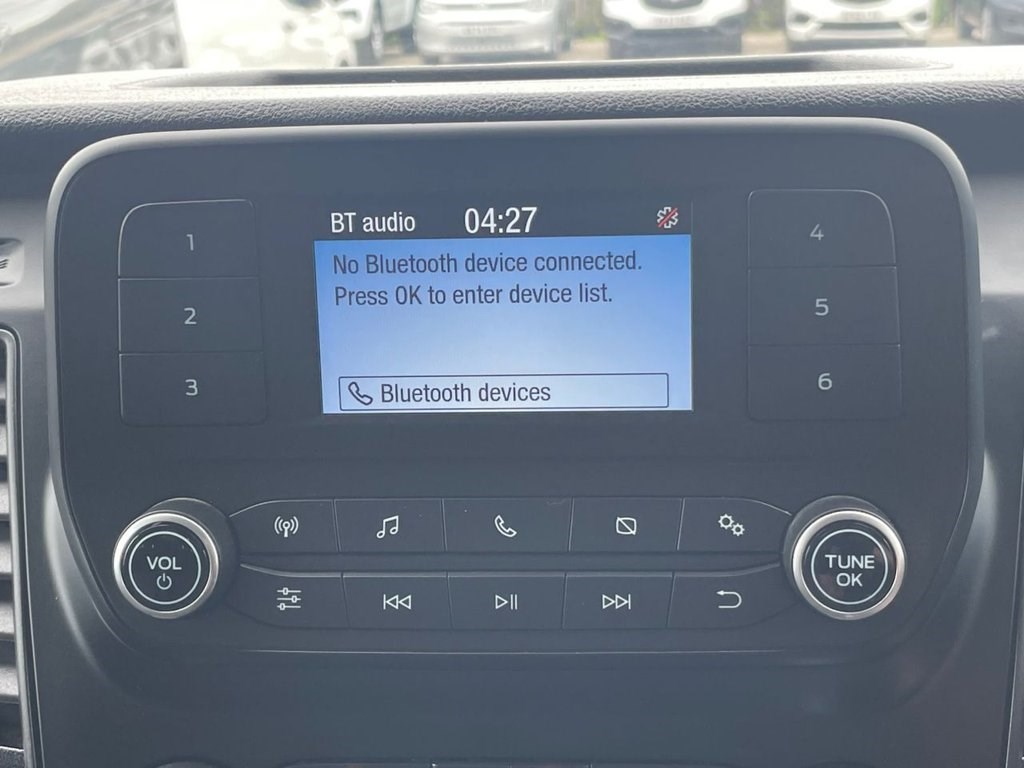 BT audio 04:27
No Bluetooth device connected.
Press OK to enter device list.
Bluetooth devices
1
2
3
4
5
6
VOL
TUNE
OK